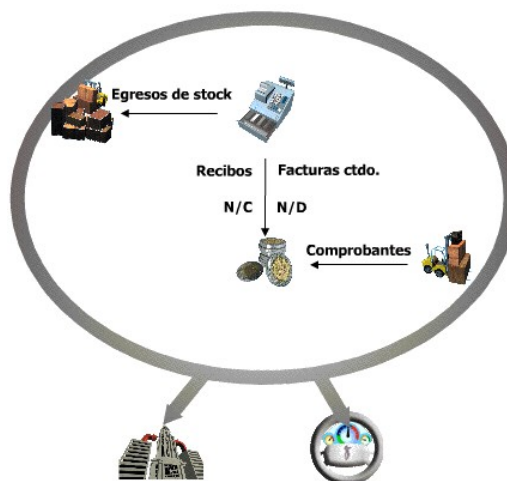 Egresos de stock
Recibos Facturas ctdo.
N/C N/D
Comprobantes